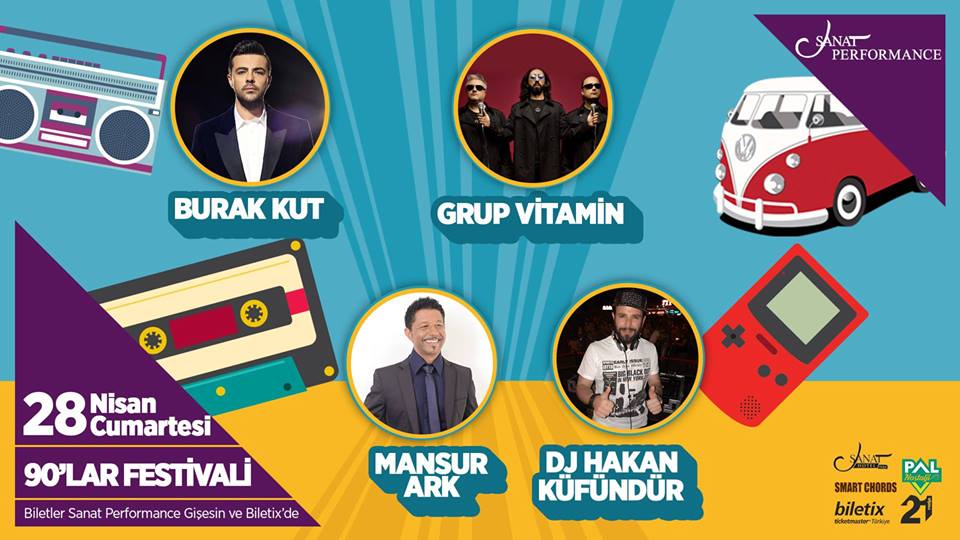 SANAT
PERFORMANCE
BURAK KUT
GRUP VİTAMİN
28 Nisan
Cumartesi
90'LAR FESTİVALİ
Biletler Sanat Performance Gişesin ve Biletix'de
MANSUR
ARK
DJ HAKAN
KÜFÜNDÜR
SANAT
HOTEL
PAL
Nostalji
SMART CHORDS
biletix
ticketmaster Türkiye
21